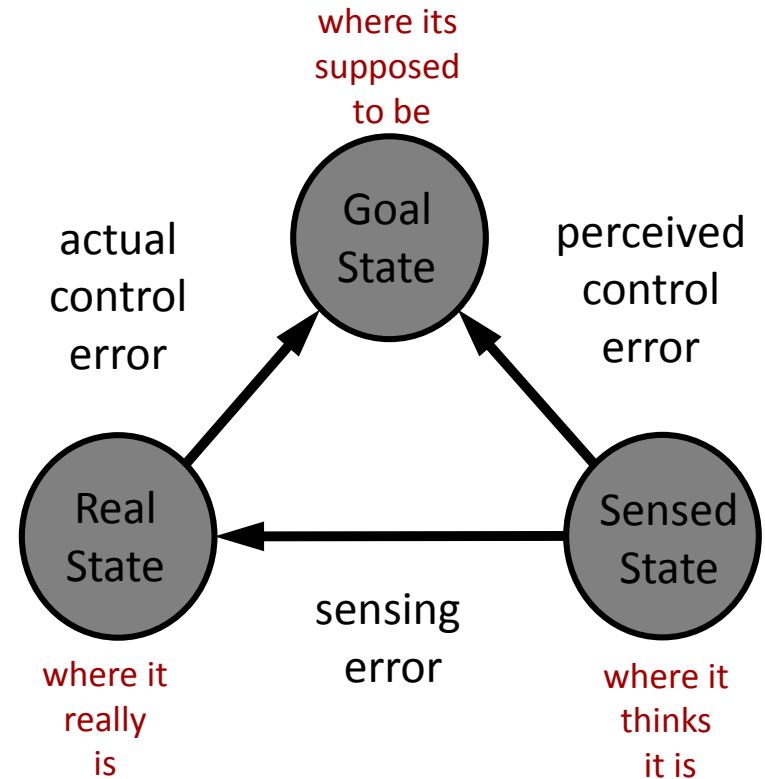 where its
supposed
to be
Goal
State
actual
control
error
perceived
control
error
Real
State
Sensed
State
sensing
error
where it
really
is
where it
thinks
it is